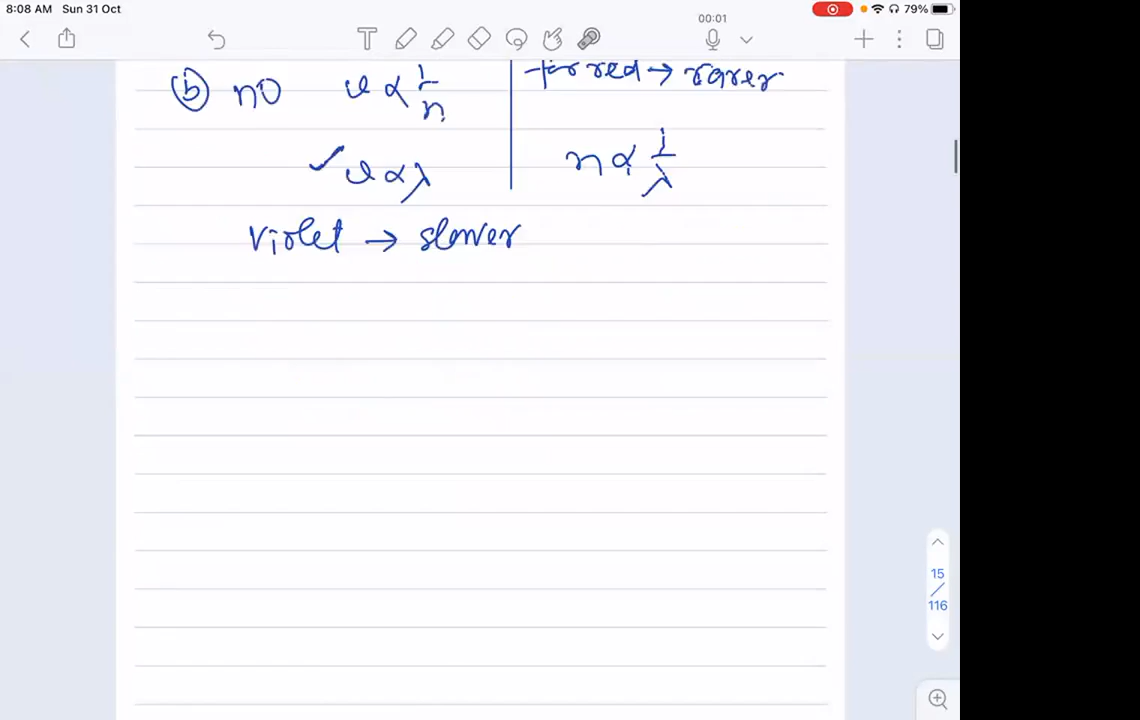 8:08 AM Sun 31 Oct
79%
00:01
T
for red → rarer
(b) no v ∝ 1/n
n ∝ 1/λ
✓ v ∝ λ
Violet → slower
15
/
116